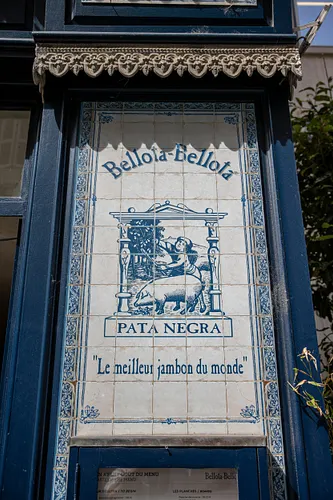 Bellota-Bellota
PATA NEGRA
"Le meilleur jambon du monde"